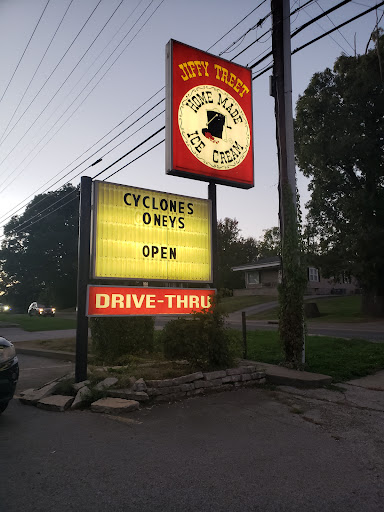 JIFFY TREET
HOME MADE
ICE CREAM
CYCLONES
ONEYS
OPEN
DRIVE-THRU